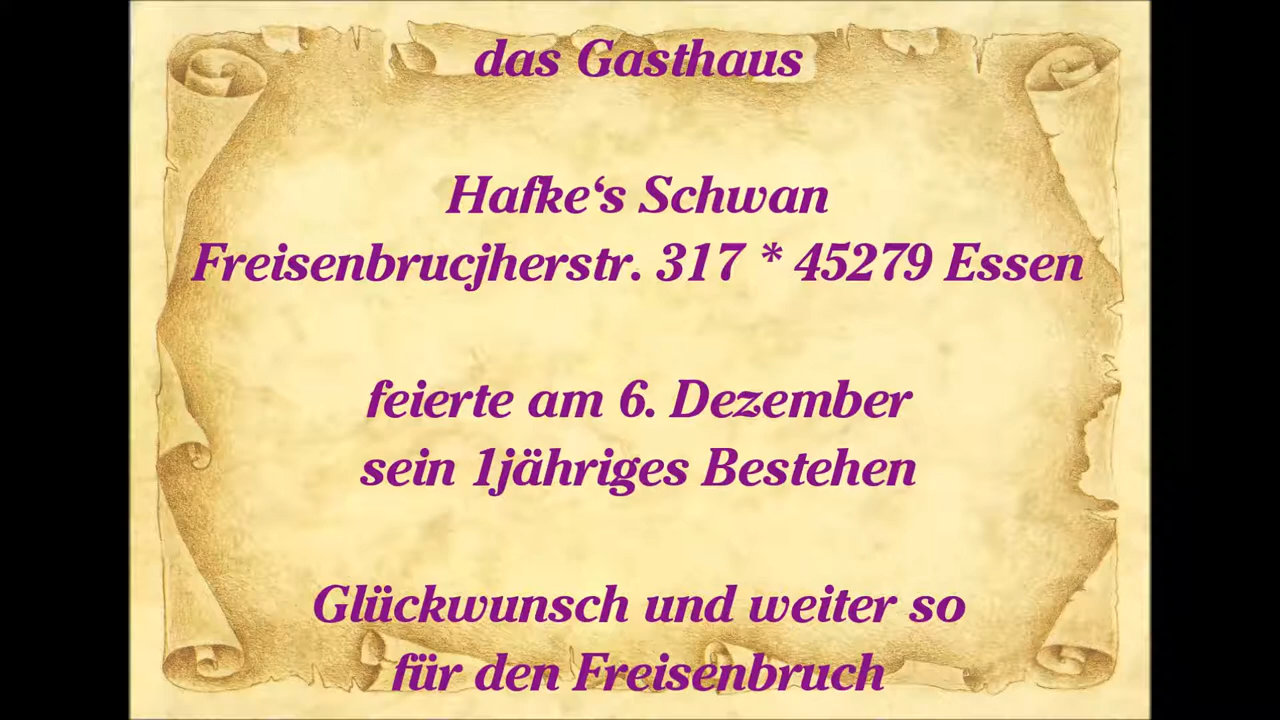 das Gasthaus
Hafke‘s Schwan
Freisenbrucjherstr. 317 * 45279 Essen
feierte am 6. Dezember
sein 1jähriges Bestehen
Glückwunsch und weiter so
für den Freisenbruch